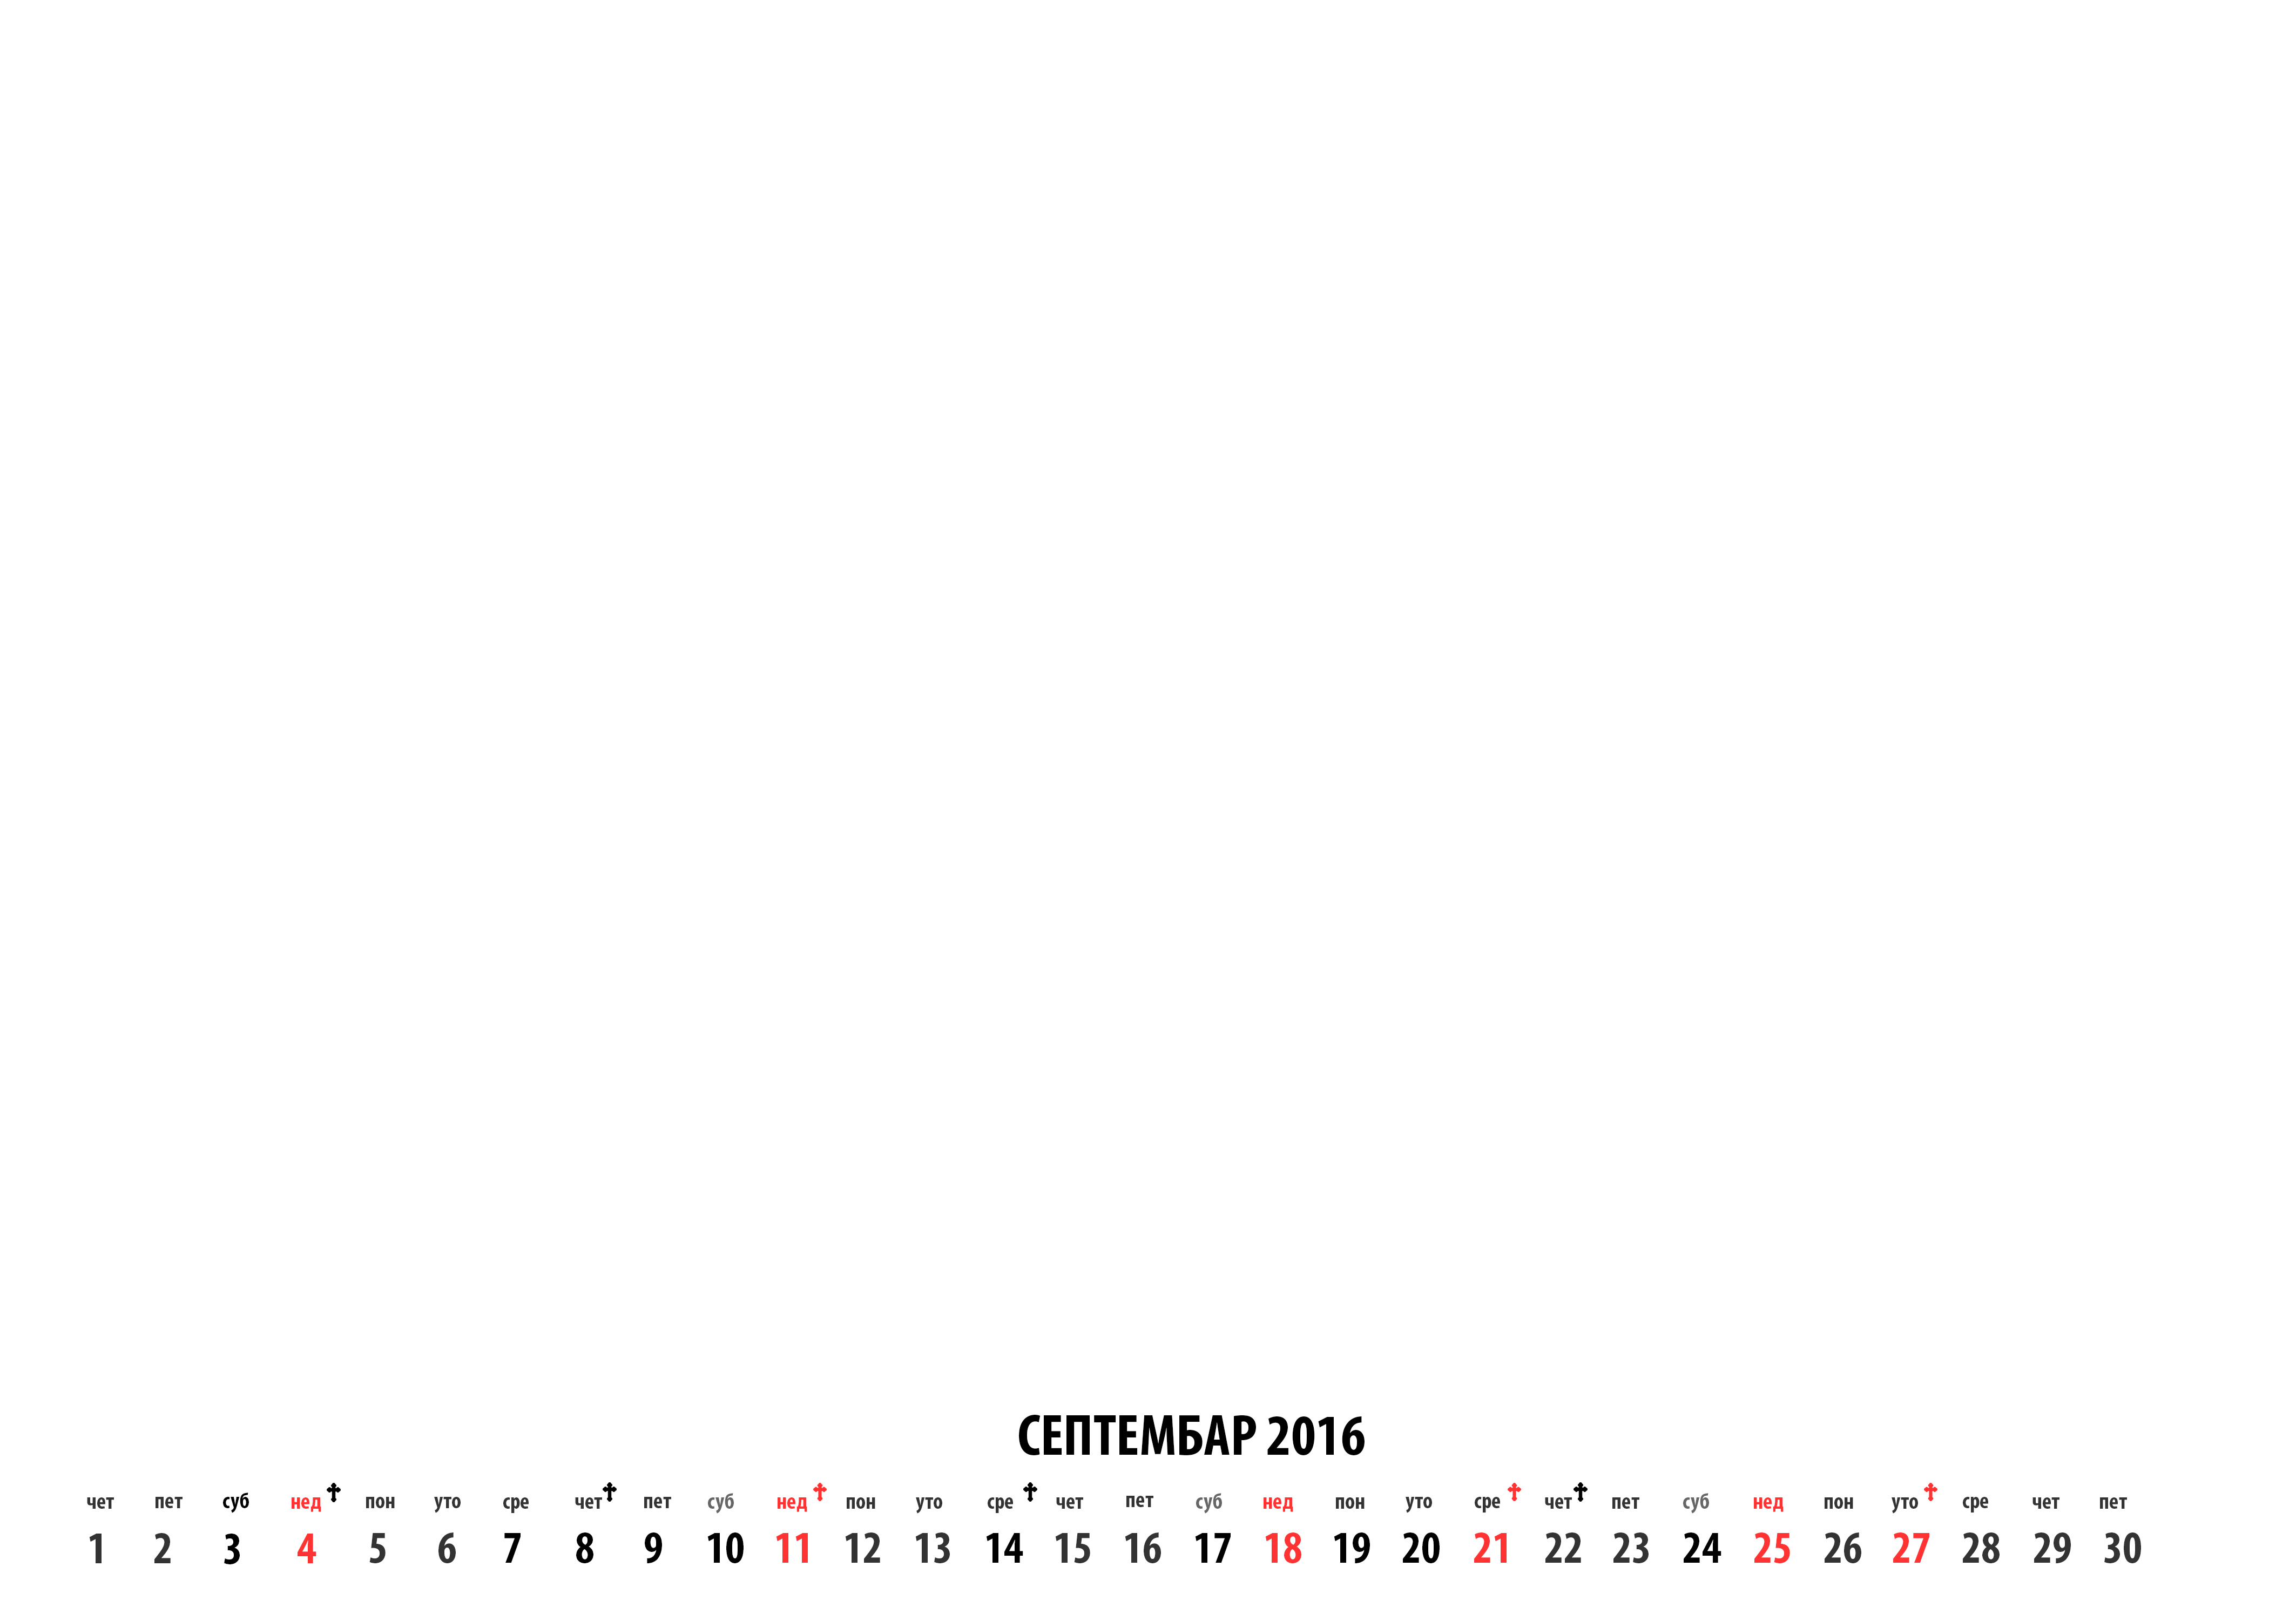 СЕПТЕМБАР 2016
чет пет суб нед пон уто сре чет пет суб нед пон уто сре чет пет суб нед пон уто сре чет пет суб нед пон уто сре чет пет
1 2 3 4 5 6 7 8 9 10 11 12 13 14 15 16 17 18 19 20 21 22 23 24 25 26 27 28 29 30